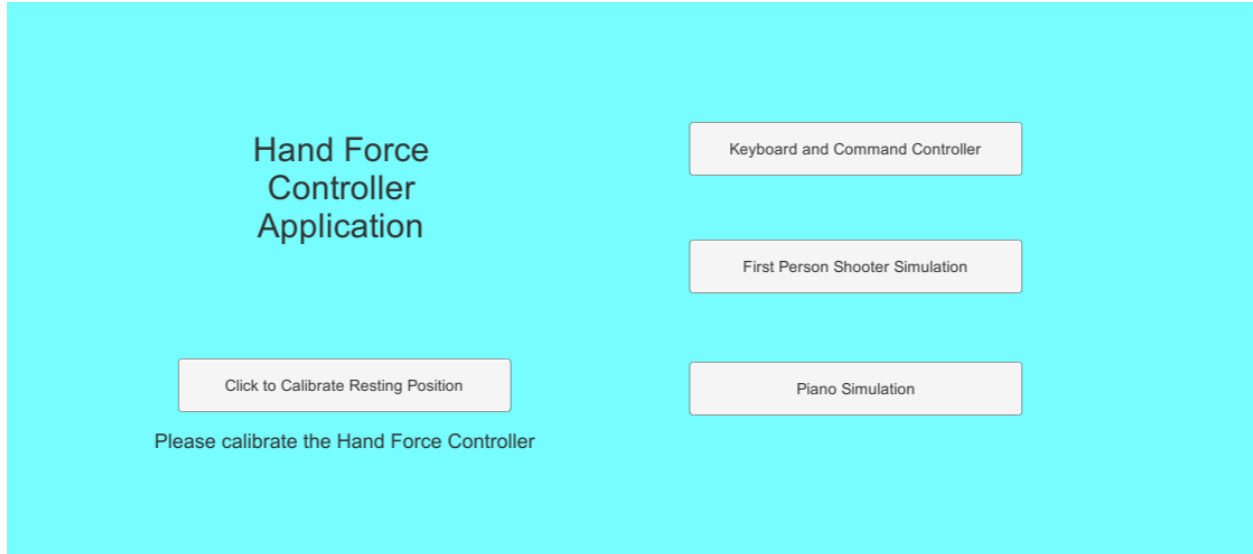 Hand Force
Controller
Application
Click to Calibrate Resting Position
Please calibrate the Hand Force Controller
Keyboard and Command Controller
First Person Shooter Simulation
Piano Simulation